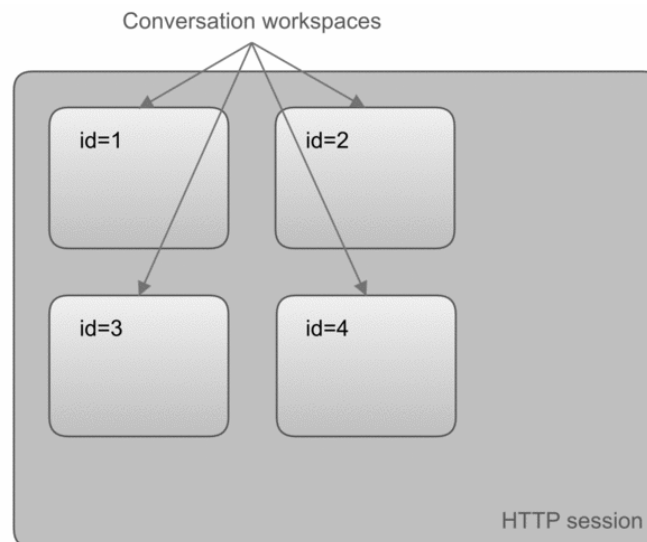 Conversation workspaces
id=1
id=2
id=3
id=4
HTTP session